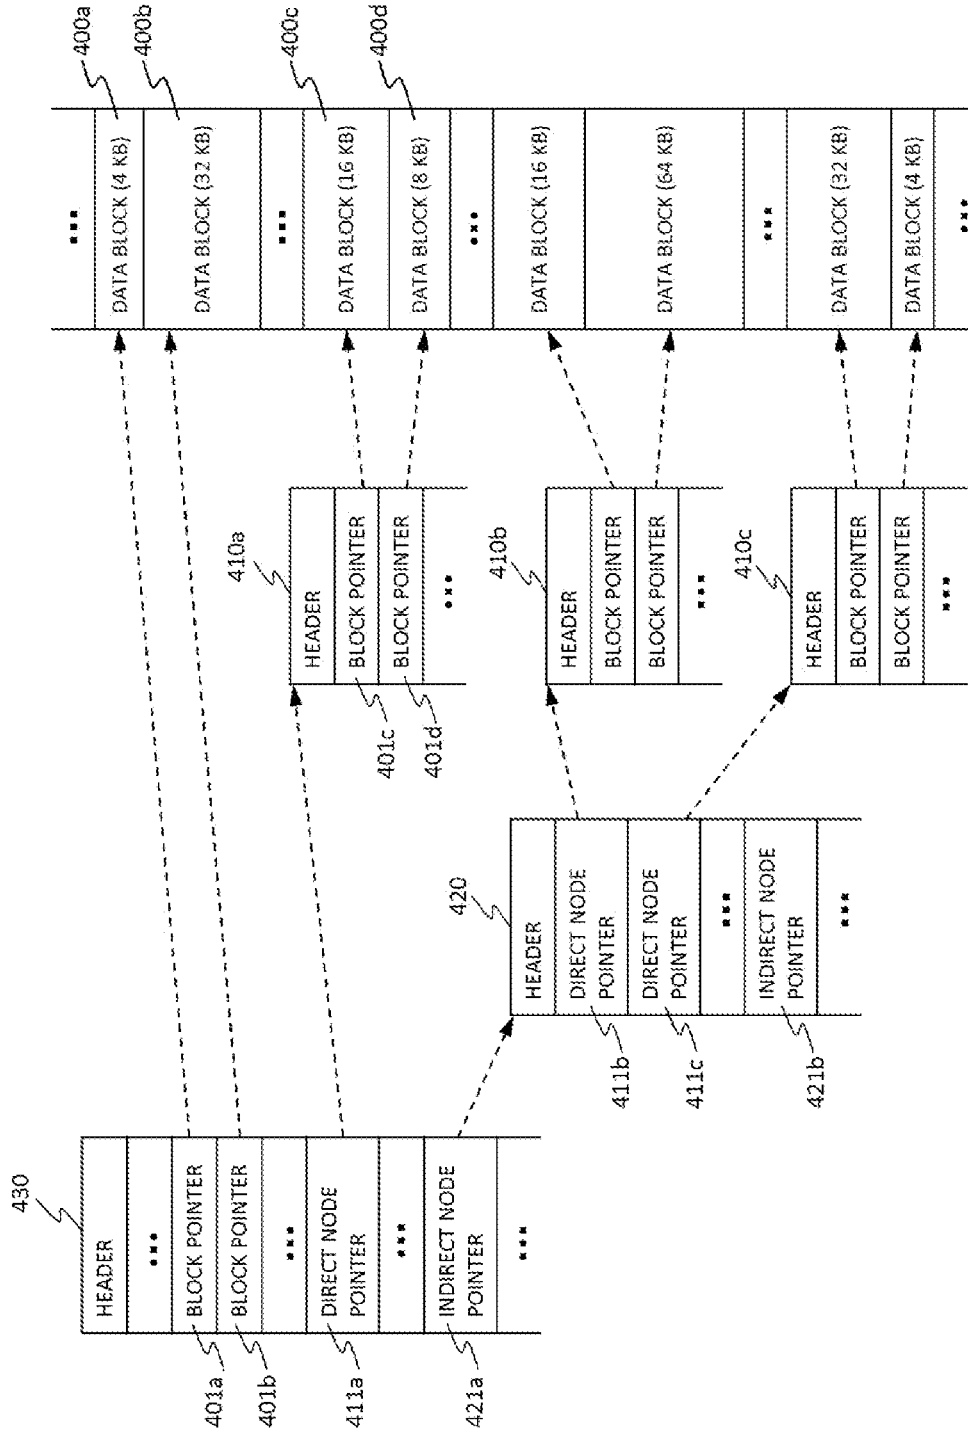 430
HEADER
•••
BLOCK POINTER
BLOCK POINTER
•••
DIRECT NODE
POINTER
•••
INDIRECT NODE
POINTER
•••
401a
401b
411a
421a
420
HEADER
DIRECT NODE
POINTER
DIRECT NODE
POINTER
•••
INDIRECT NODE
POINTER
•••
411b
411c
421b
410a
HEADER
BLOCK POINTER
BLOCK POINTER
•••
401c
401d
410b
HEADER
BLOCK POINTER
BLOCK POINTER
•••
410c
HEADER
BLOCK POINTER
BLOCK POINTER
•••
•••
DATA BLOCK (4 KB)
DATA BLOCK (32 KB)
•••
DATA BLOCK (16 KB)
DATA BLOCK (8 KB)
•••
DATA BLOCK (16 KB)
DATA BLOCK (64 KB)
•••
DATA BLOCK (32 KB)
DATA BLOCK (4 KB)
•••
400a
400b
400c
400d